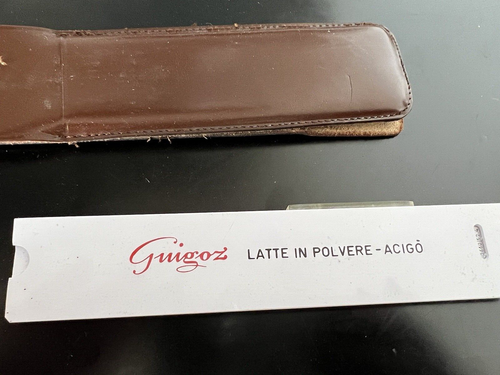 Guigoz LATTE IN POLVERE - ACIGÒ